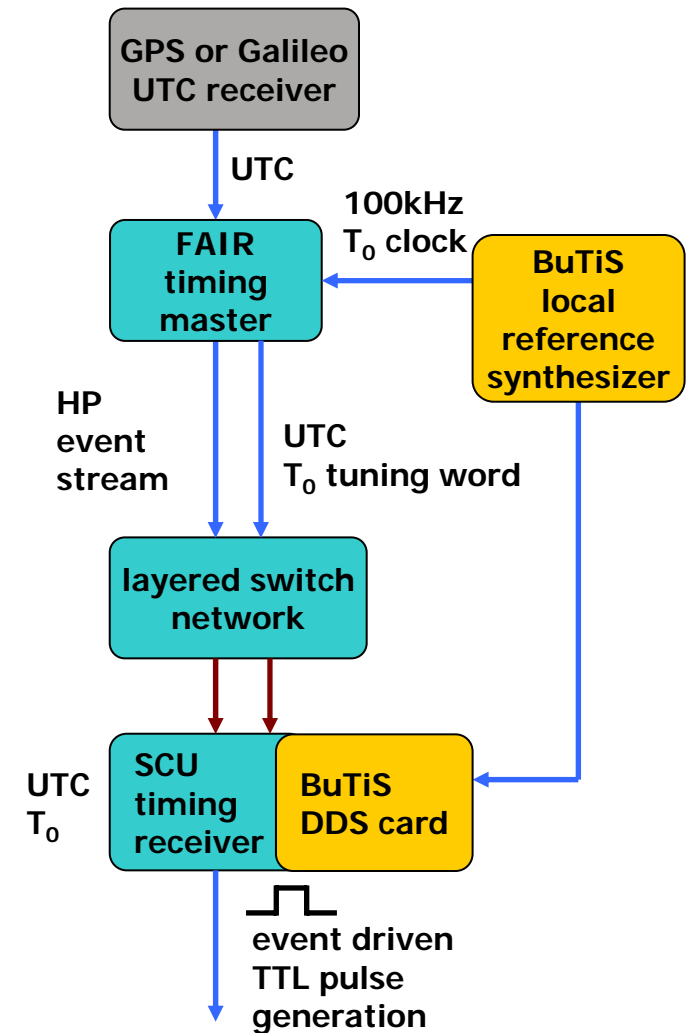 GPS or Galileo
UTC receiver
UTC
100kHz
T₀ clock
FAIR
timing
master
BuTiS
local
reference
synthesizer
HP
event
stream
UTC
T₀ tuning word
layered switch
network
UTC
T₀
SCU
timing
receiver
BuTiS
DDS card
event driven
TTL pulse
generation